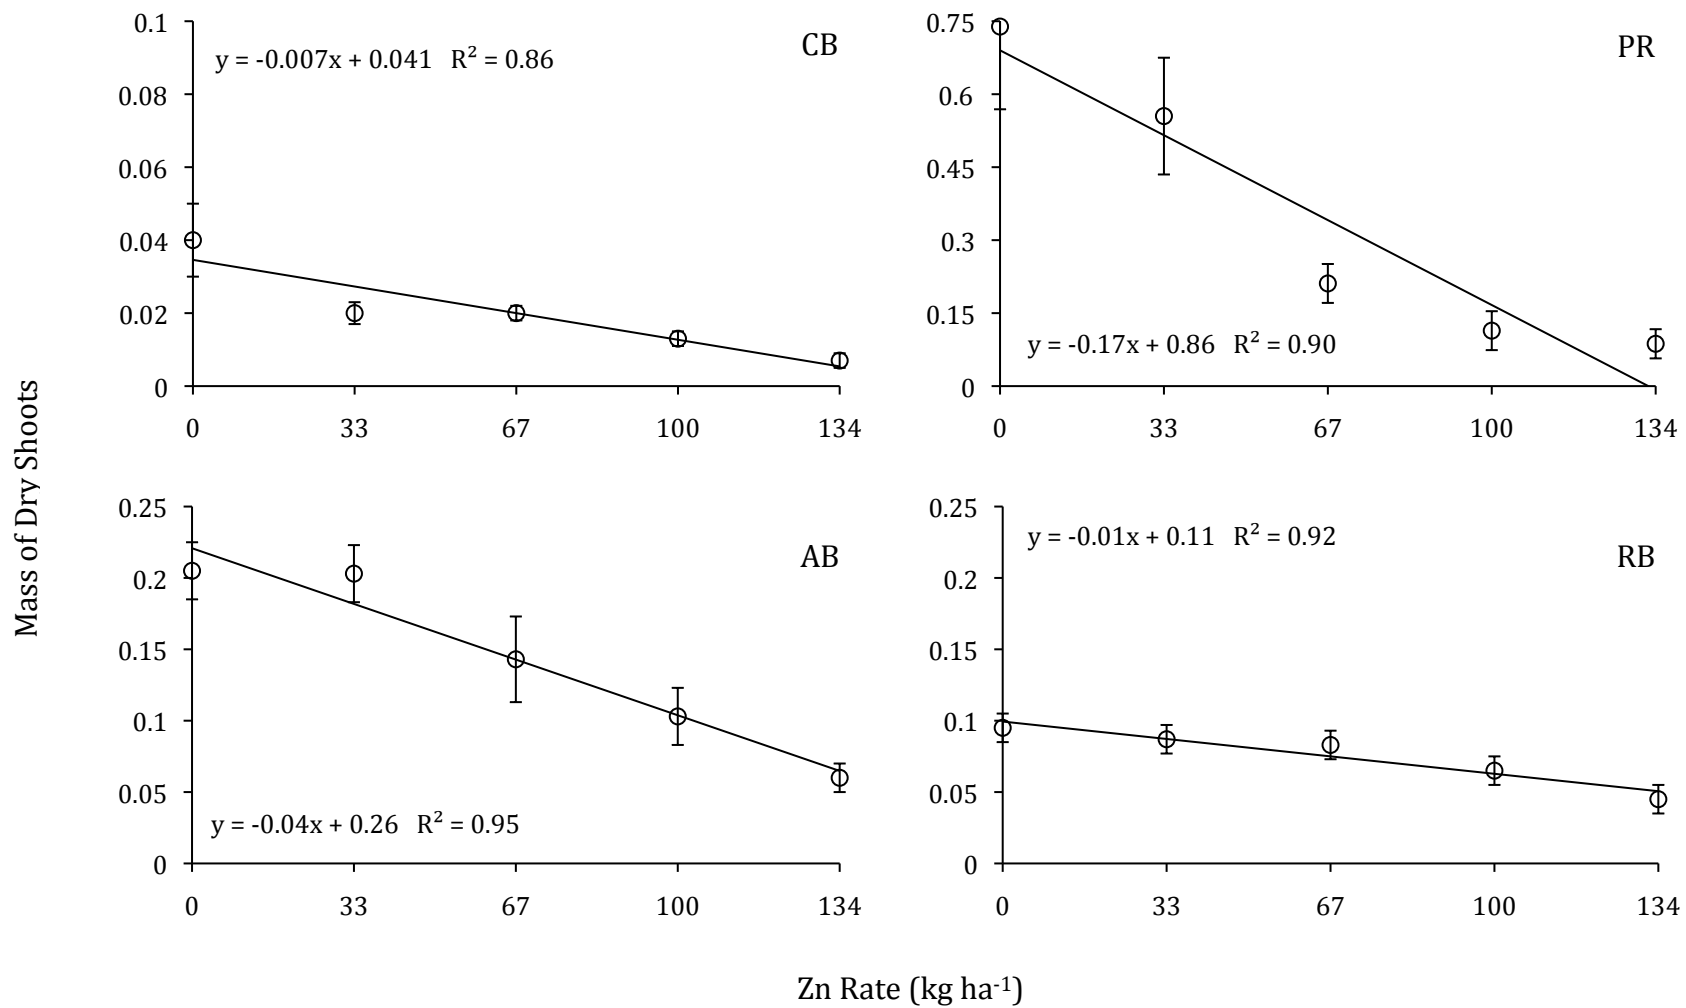 0.1
0.08
0.06
0.04
0.02
0
y = -0.007x + 0.041 R² = 0.86
CB
0 33 67 100 134
0.75
0.6
0.45
0.3
0.15
0
PR
y = -0.17x + 0.86 R² = 0.90
0 33 67 100 134
Mass of Dry Shoots
0.25
0.2
0.15
0.1
0.05
0
AB
y = -0.04x + 0.26 R² = 0.95
0 33 67 100 134
0.25
0.2
0.15
0.1
0.05
0
y = -0.01x + 0.11 R² = 0.92
RB
0 33 67 100 134
Zn Rate (kg ha⁻¹)